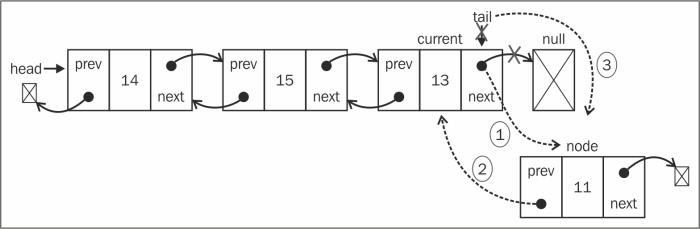 tail
current
null
head
prev
14
next
prev
15
next
prev
13
next
3
1
node
2
prev
11
next